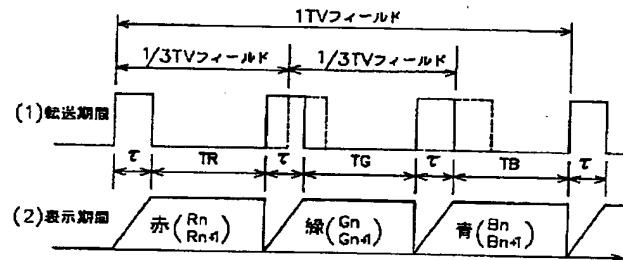 1TVフィールド
1/3TVフィールド 1/3TVフィールド
(1)転送期間
τ TR τ TG τ TB τ
(2)表示期間 赤(Rn Rn+1) 緑(Gn Gn+1) 青(Bn Bn+1)